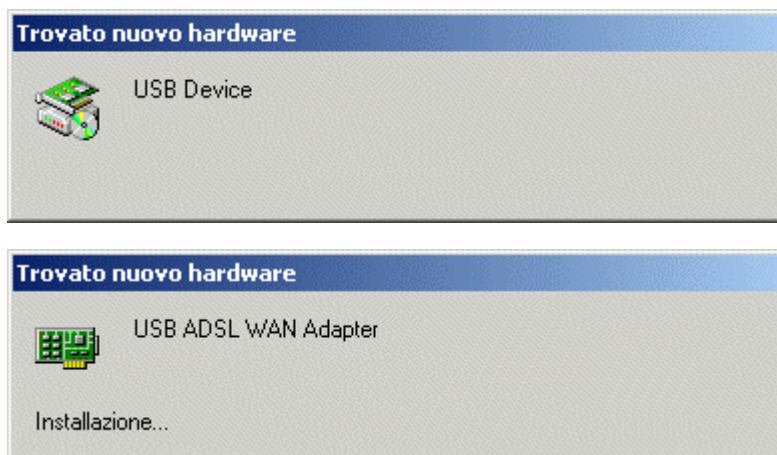 Trovato nuovo hardware
USB Device
Trovato nuovo hardware
USB ADSL WAN Adapter
Installazione...